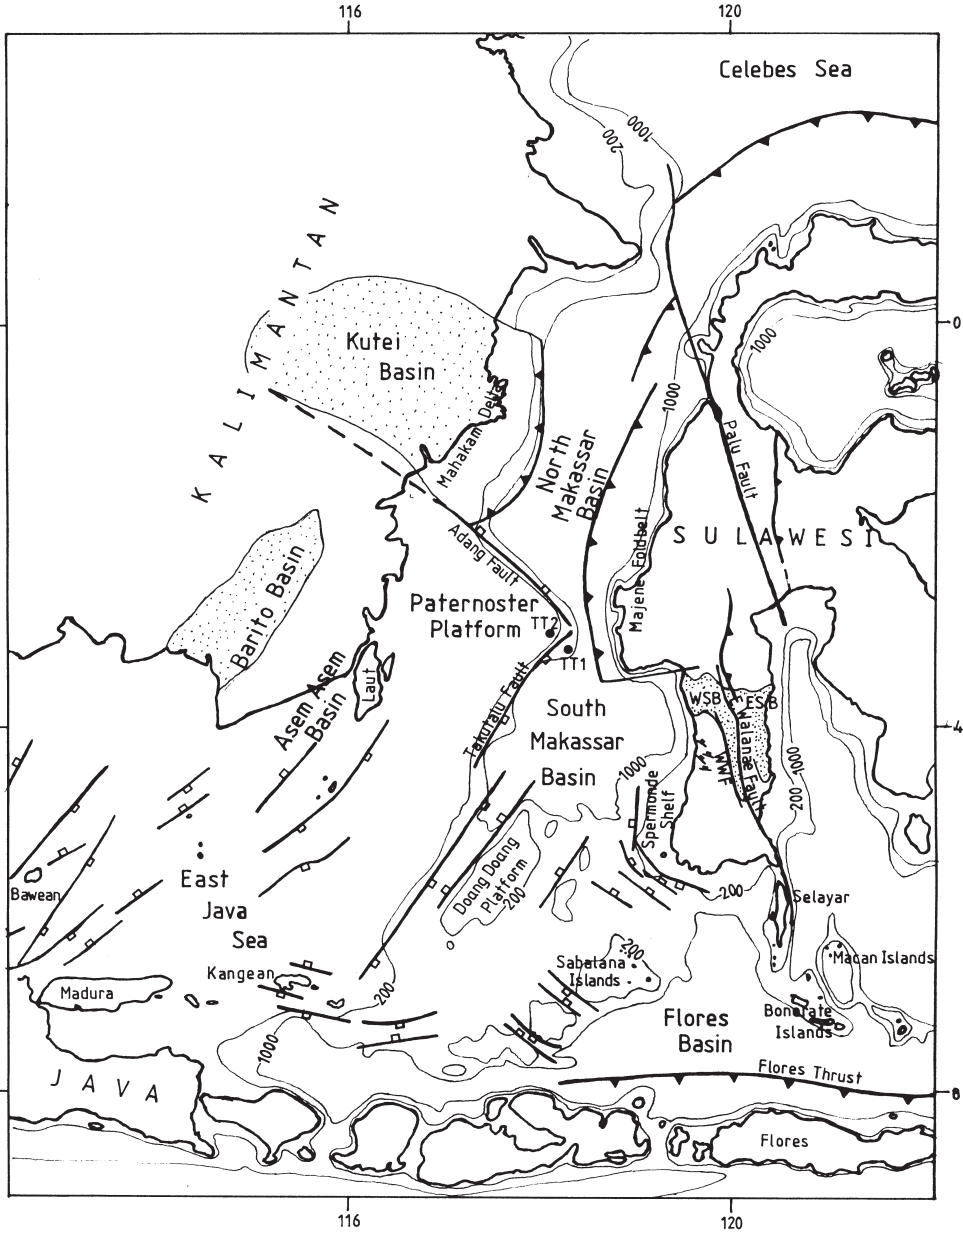 116
120
Celebes Sea
1000
200
KALIMANTAN
Kutei
Basin
0
1000
1000
Mahakam Delta
North
Makassar
Basin
Palu Fault
Majene Foldbelt
SULAWESI
Adang Fault
Barito Basin
Paternoster
Platform
TT2
TT1
Asem Asem
Basin
Laut
Takutalu Fault
WSB
ESB
Walanae Fault
WWF
South
Makassar
Basin
4
1000
1000
200
Spermonde
Shelf
Bawean
East
Java
Sea
Doang Doang
Platform
200
200
Selayar
Kangean
Madura
200
Sabalana
Islands
200
Macan Islands
Bonerate
Islands
Flores
Basin
1000
Flores Thrust
JAVA
8
Flores
116
120